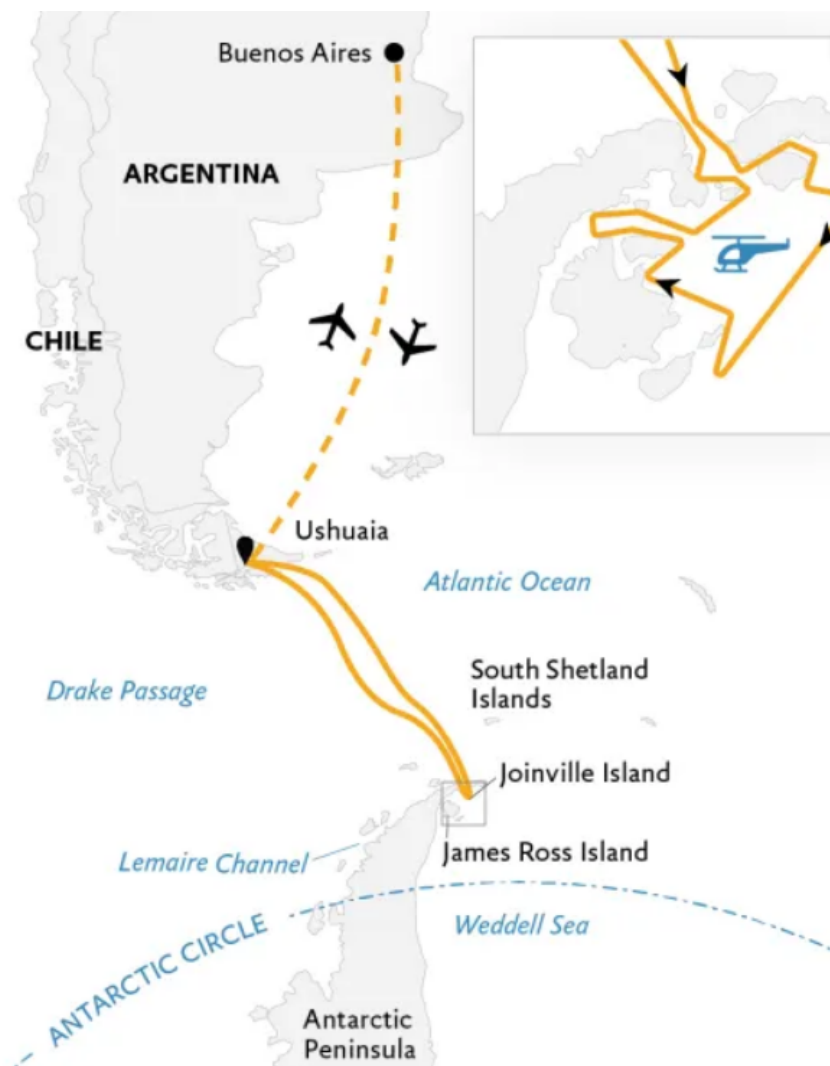 Buenos Aires
ARGENTINA
CHILE
Ushuaia
Atlantic Ocean
South Shetland
Islands
Drake Passage
Joinville Island
James Ross Island
Lemaire Channel
Weddell Sea
ANTARCTIC CIRCLE
Antarctic
Peninsula